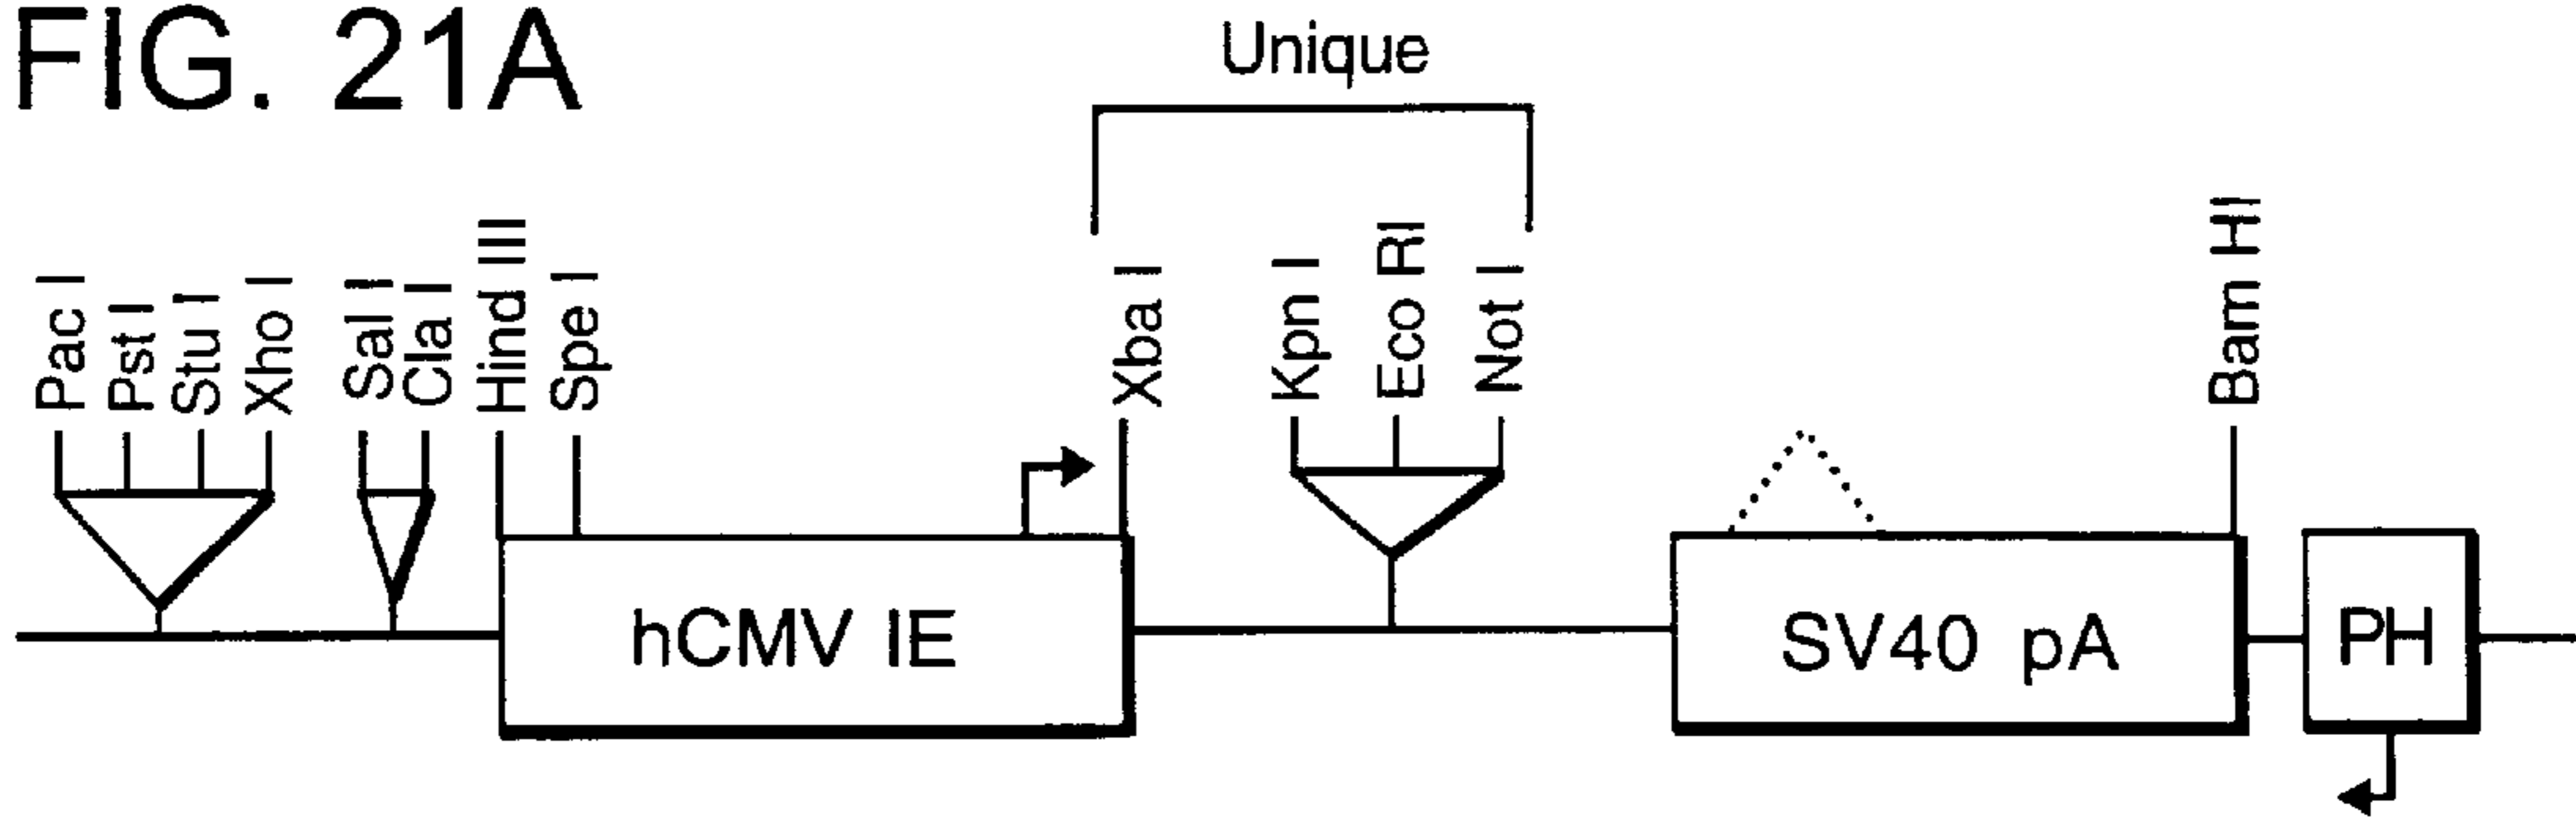 FIG. 21A
Unique
Pac I
Pst I
Stu I
Xho I
Sal I
Cla I
Hind III
Spe I
Xba I
Kpn I
Eco RI
Not I
Bam HI
hCMV IE
SV40 pA
PH